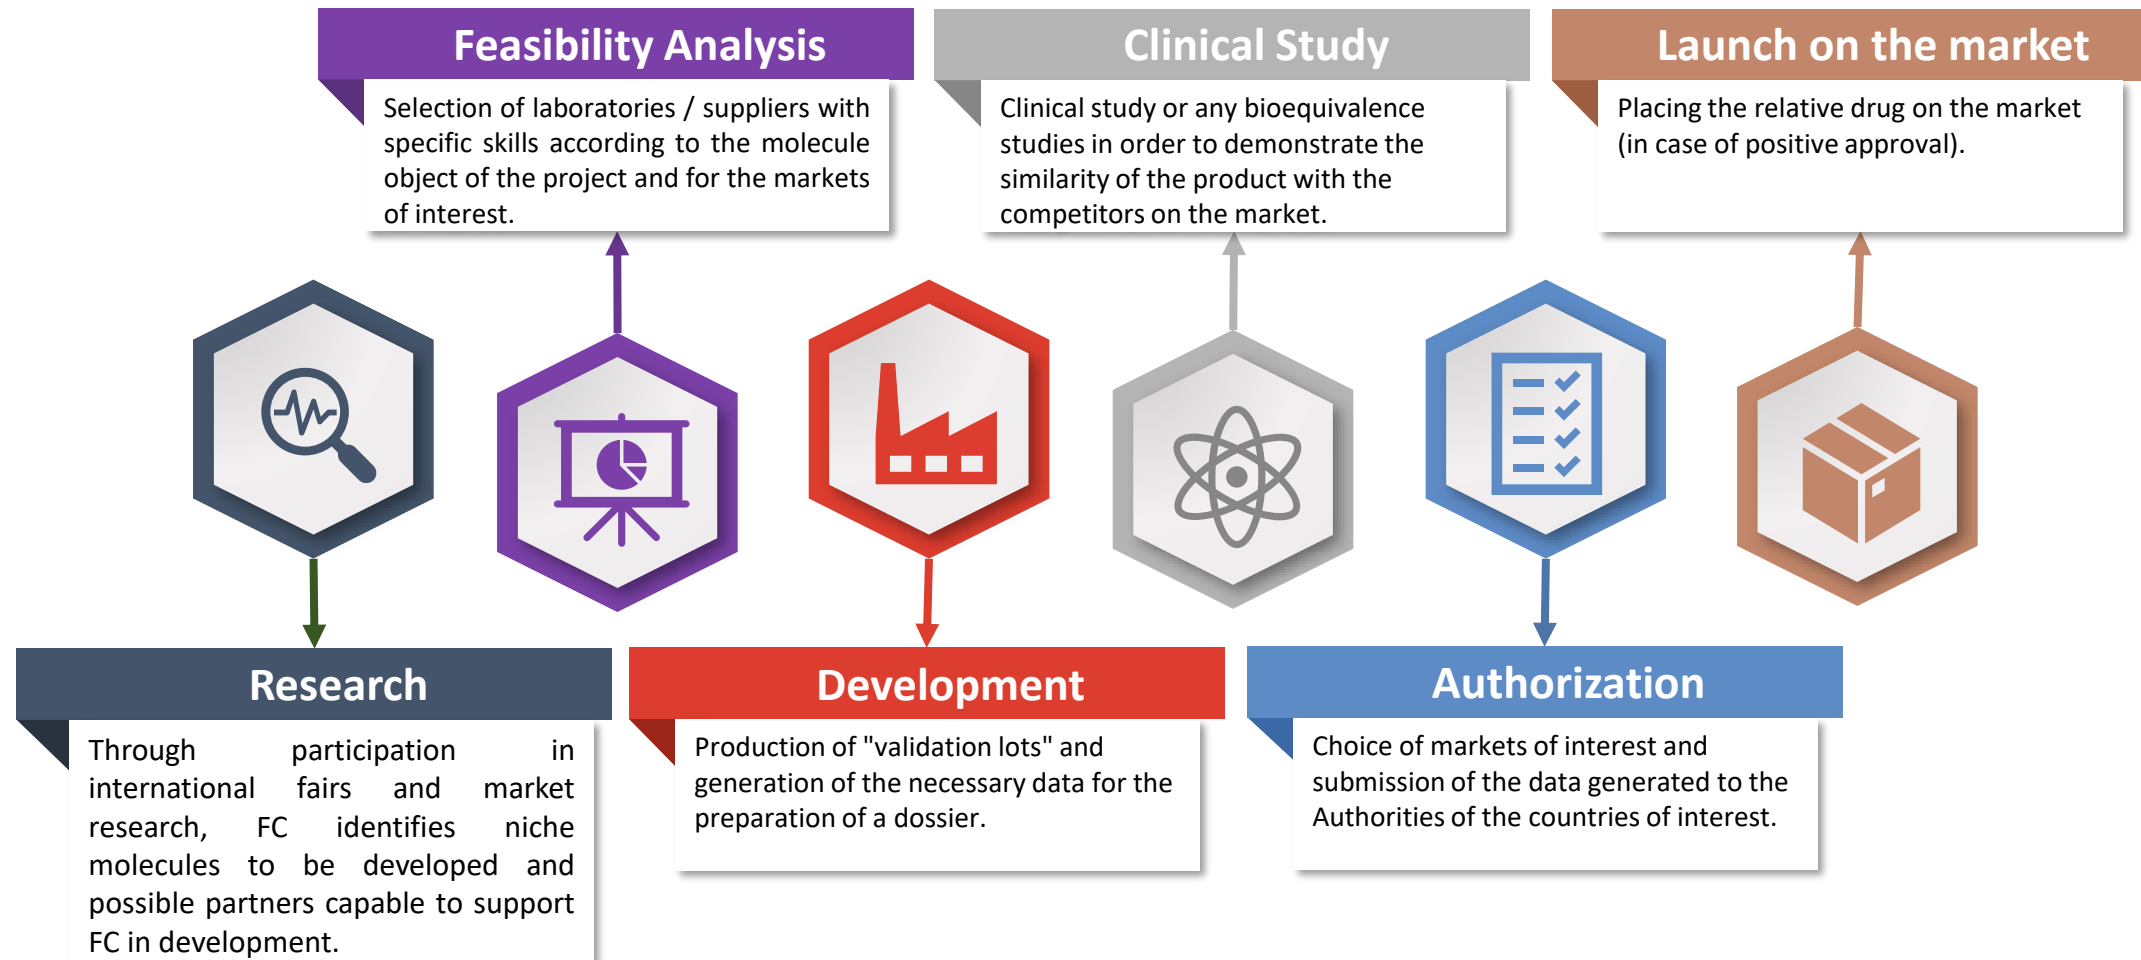 Feasibility Analysis
Selection of laboratories / suppliers with
specific skills according to the molecule
object of the project and for the markets
of interest.
Clinical Study
Clinical study or any bioequivalence
studies in order to demonstrate the
similarity of the product with the
competitors on the market.
Launch on the market
Placing the relative drug on the market
(in case of positive approval).
Research
Through participation in
international fairs and market
research, FC identifies niche
molecules to be developed and
possible partners capable to support
FC in development.
Development
Production of "validation lots" and
generation of the necessary data for the
preparation of a dossier.
Authorization
Choice of markets of interest and
submission of the data generated to the
Authorities of the countries of interest.